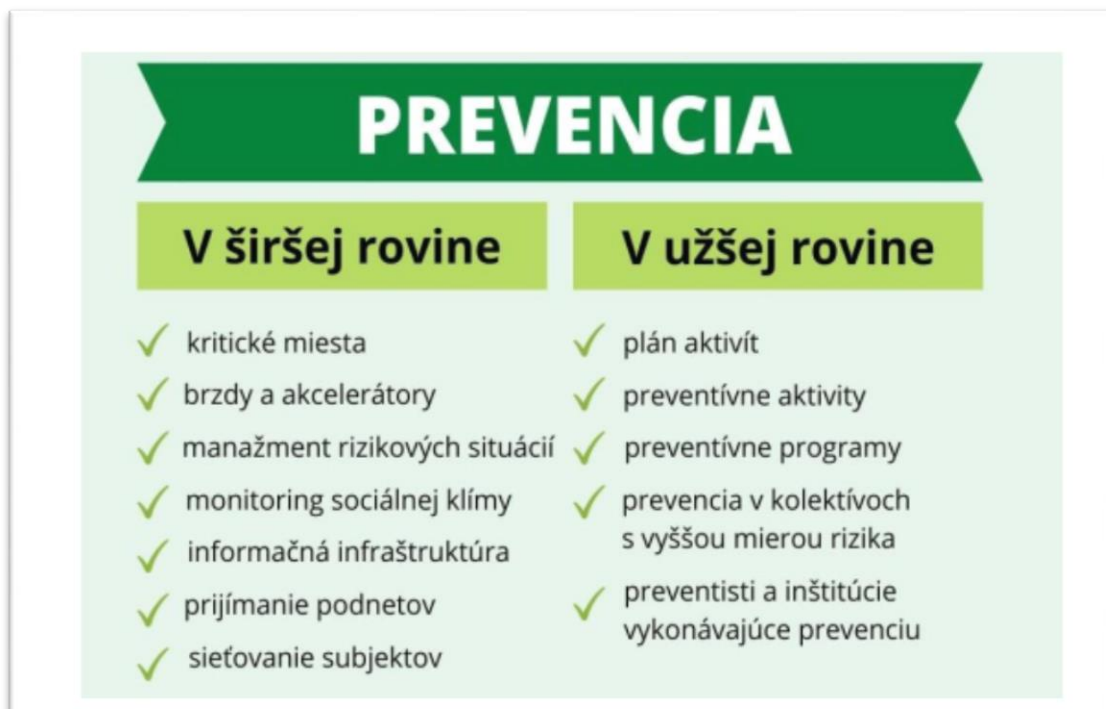 PREVENCIA
V širšej rovine
kritické miesta
brzdy a akcelerátory
manažment rizikových situácií
monitoring sociálnej klímy
informačná infraštruktúra
prijímanie podnetov
sieťovanie subjektov
V užšej rovine
plán aktivít
preventívne aktivity
preventívne programy
prevencia v kolektívoch
s vyššou mierou rizika
preventisti a inštitúcie
vykonávajúce prevenciu